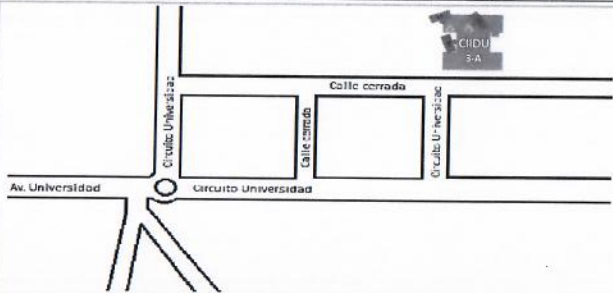 CIIDU
3-A
Calle cerrada
Circuito Universidad
Calle cerrada
Circuito Universidad
Av. Universidad
Circuito Universidad